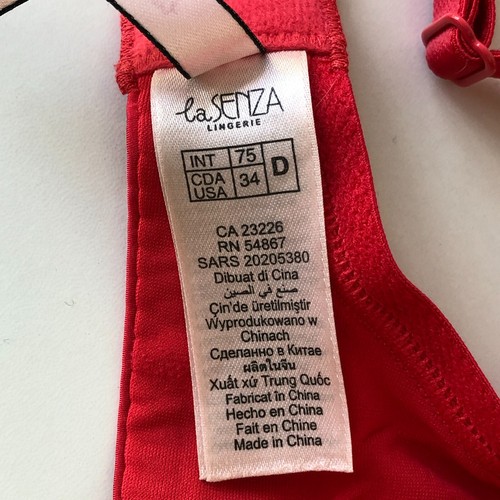 la SENZA
LINGERIE
INT 75 D
CDA USA 34
CA 23226
RN 54867
SARS 20205380
Dibuat di Cina
صنع في الصين
Çin'de üretilmiştir
Wyprodukowano w
Chinach
Сделанно в Китае
ผลิตในจีน
Xuất xứ Trung Quốc
Fabricat în China
Hecho en China
Fait en Chine
Made in China